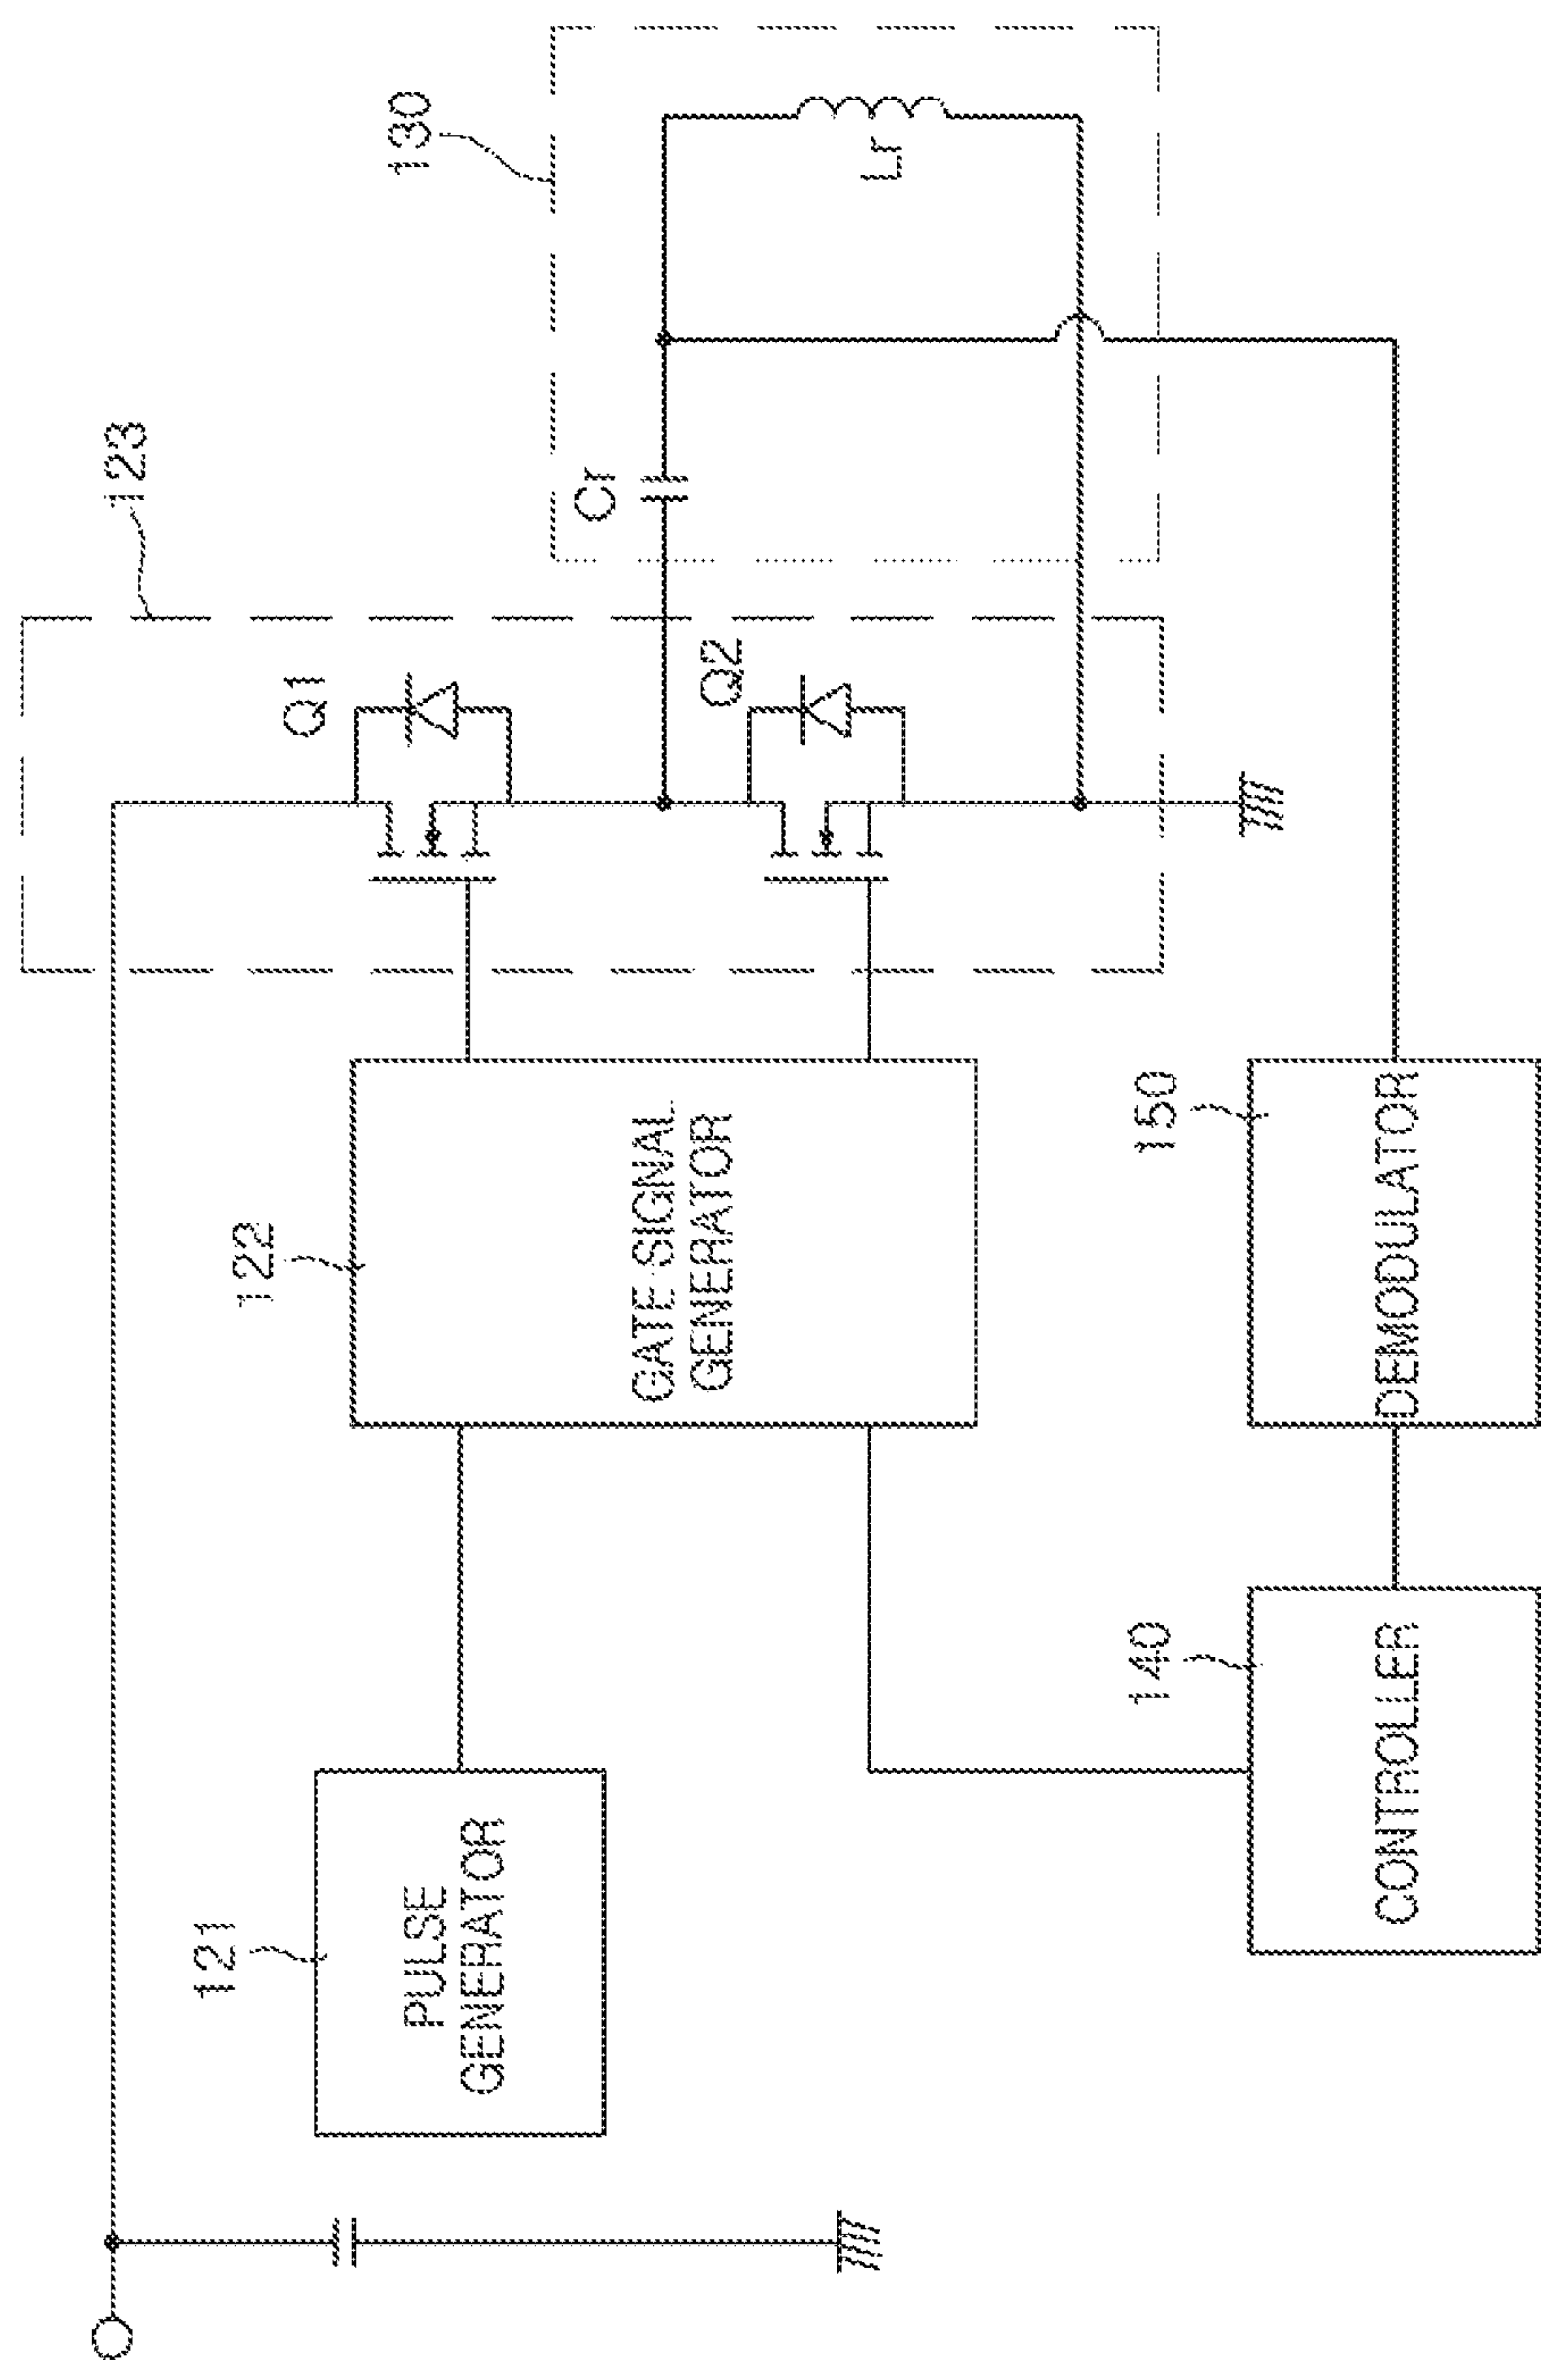 123
130
Q1
Cr
Lr
Q2
121
PULSE
GENERATOR
122
GATE SIGNAL
GENERATOR
140
CONTROLLER
150
DEMODULATOR